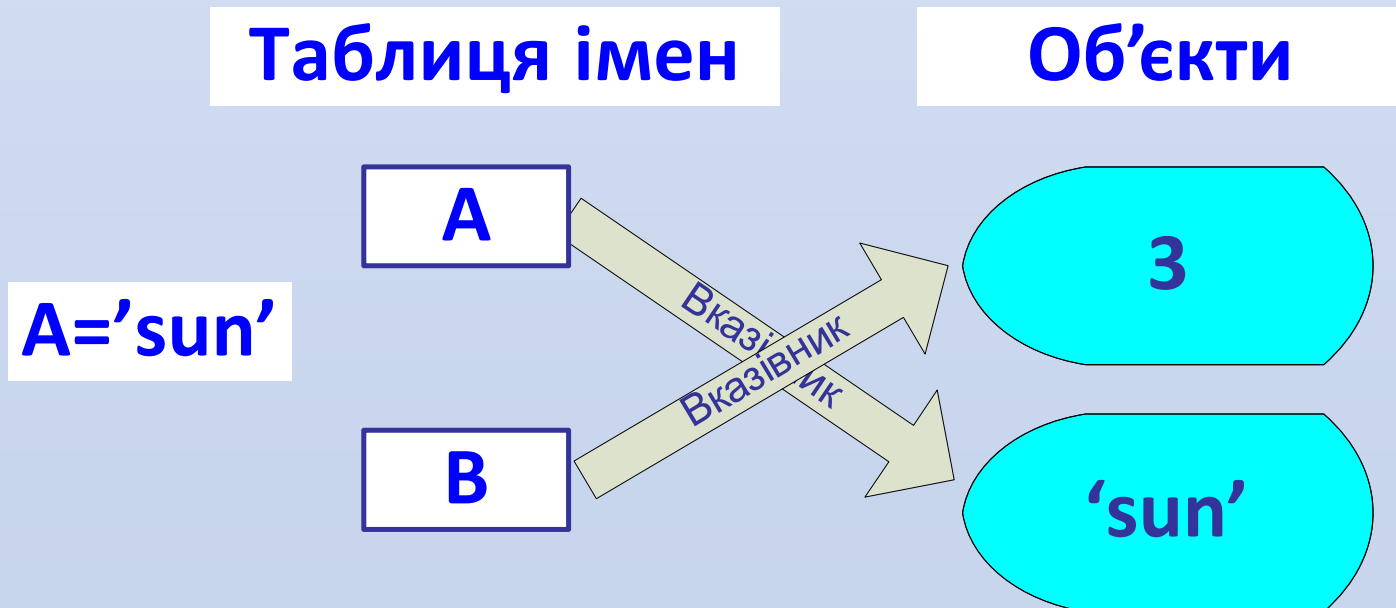 Таблиця імен
Об’єкти
A
3
A=’sun’
Вказівник
Вказівник
B
‘sun’